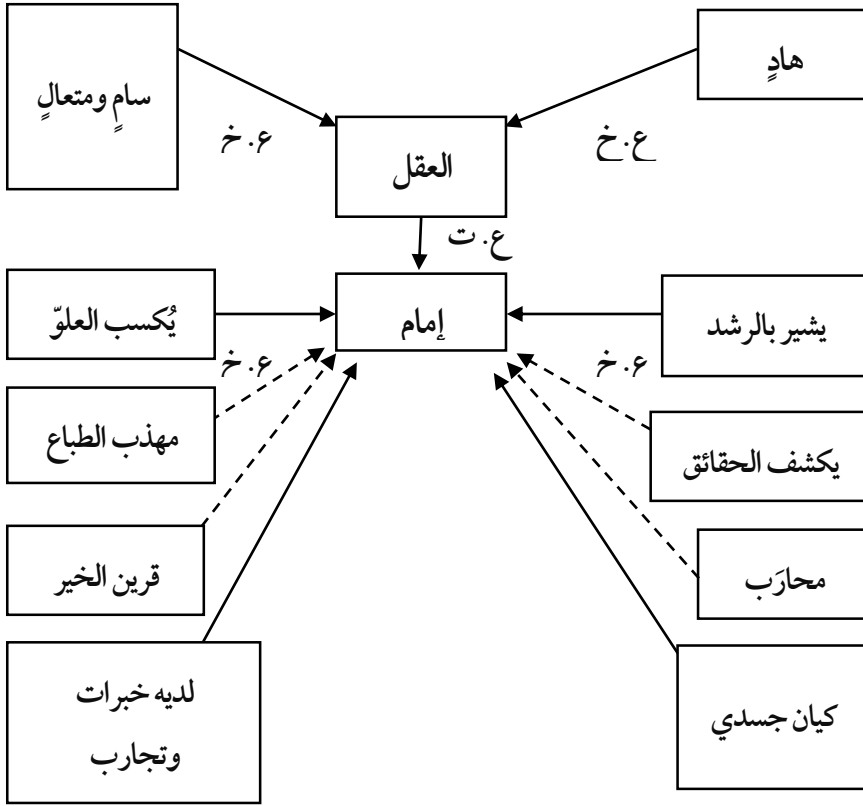 هادٍ
سامٍ ومتعالٍ
ع.خ
ع.خ
العقل
ع.ت
إمام
يشير بالرشد
يُكسب العلوّ
ع.خ
ع.خ
يكشف الحقائق
مهذب الطباع
محارَب
قرين الخير
كيان جسدي
لديه خبرات
وتجارب